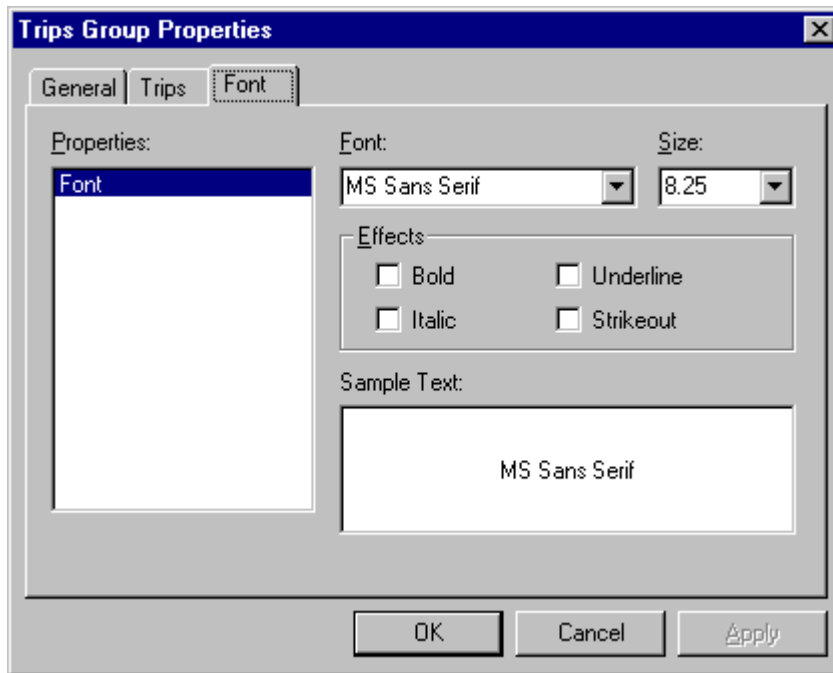 Trips Group Properties
General Trips Font
Properties:
Font
Font: Size:
MS Sans Serif 8.25
Effects
Bold Underline
Italic Strikeout
Sample Text:
MS Sans Serif
OK Cancel Apply